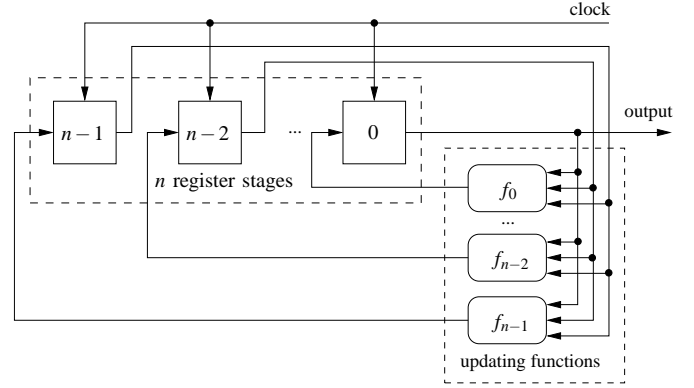 clock
output
n − 1
n − 2
...
0
n register stages
f₀
...
fₙ₋₂
fₙ₋₁
updating functions